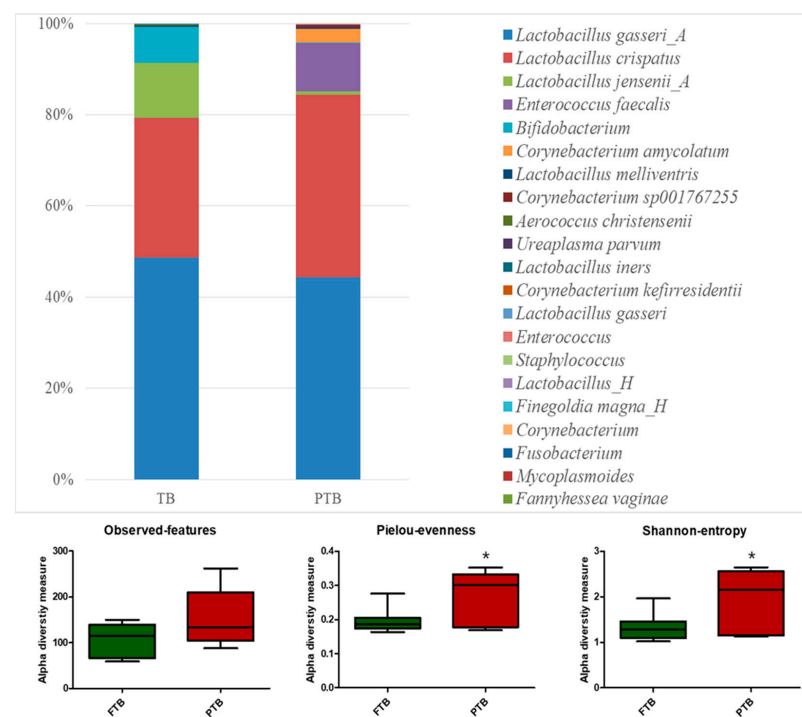 100%
80%
60%
40%
20%
0%
TB
PTB
Lactobacillus gasseri_A
Lactobacillus crispatus
Lactobacillus jensenii_A
Enterococcus faecalis
Bifidobacterium
Corynebacterium amycolatum
Lactobacillus melliventris
Corynebacterium sp001767255
Aerococcus christensenii
Ureaplasma parvum
Lactobacillus iners
Corynebacterium kefirresidentii
Lactobacillus gasseri
Enterococcus
Staphylococcus
Lactobacillus_H
Finegoldia magna_H
Corynebacterium
Fusobacterium
Mycoplasmoides
Fannyhessea vaginae
Observed-features
Alpha diverstiy measure
300
200
100
0
FTB
PTB
Pielou-evenness
Alpha diverstiy measure
0.4
0.3
0.2
0.1
0.0
*
FTB
PTB
Shannon-entropy
Alpha diverstiy measure
3
2
1
0
*
FTB
PTB